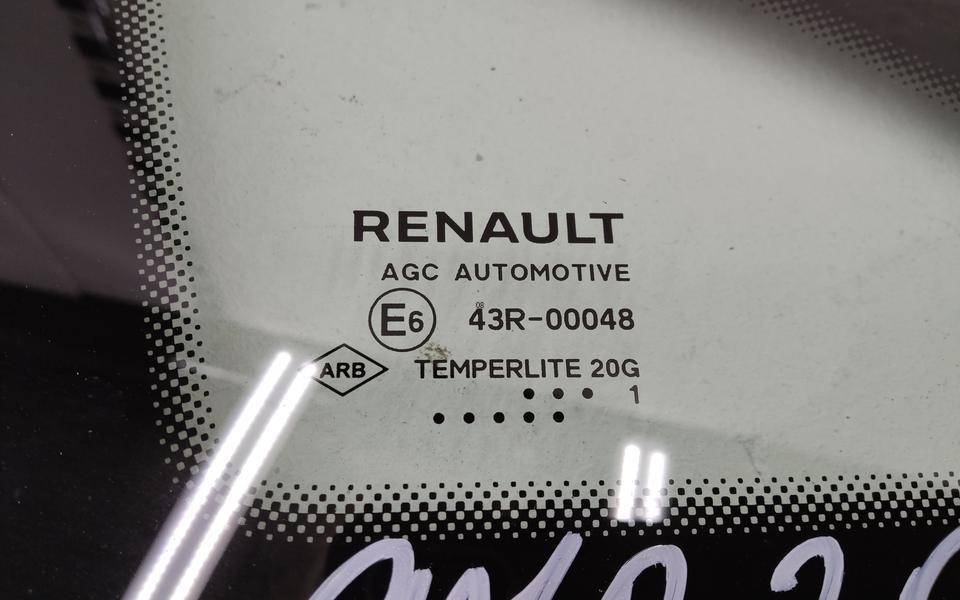 RENAULT
AGC AUTOMOTIVE
E6 43R-00048
ARB TEMPERLITE 20G
1